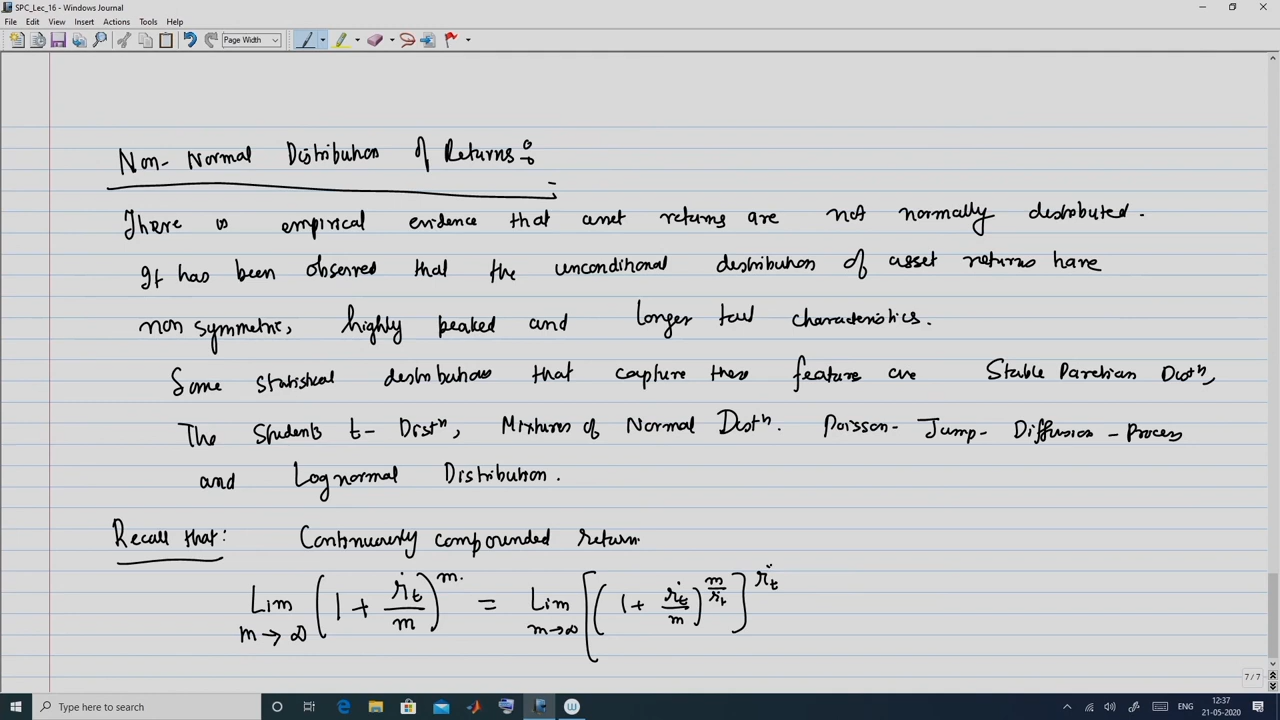 SPC_Lec_16 - Windows Journal
File Edit View Insert Actions Tools Help
Page Width
Non-Normal Distribution of Returns:
There is empirical evidence that asset returns are not normally distributed.
It has been observed that the unconditional distribution of asset returns have
non symmetric, highly peaked and longer tail characteristics.
Some statistical distributions that capture these feature are Stable Paretian Distⁿ,
The Students t- Distⁿ, Mixtures of Normal Distⁿ. Poisson-Jump-Diffusion-Process
and Lognormal Distribution.
Recall that: Continuously compounded return
Lim m→∞ (1 + r_t/m)^m = Lim m→∞ [(1 + r_t/m)^(m/r_t)]^r_t
7/7
Type here to search
ENG
12:37
21-05-2020